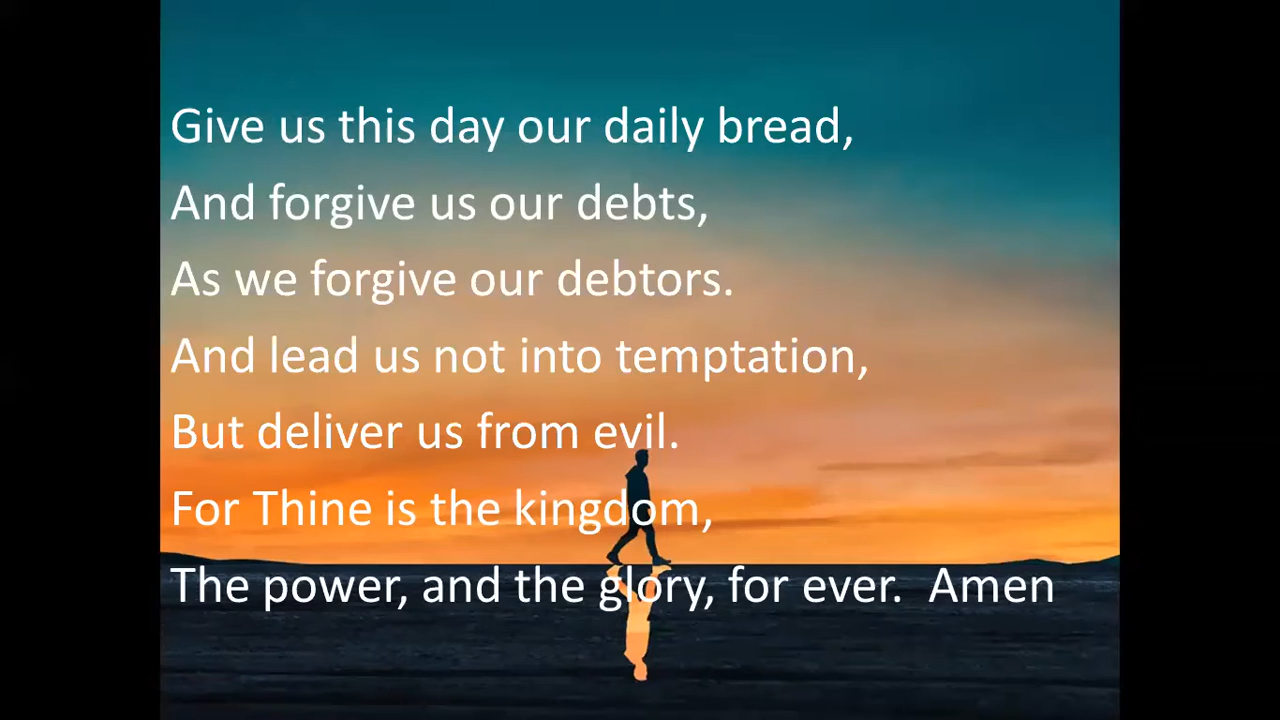 Give us this day our daily bread,
And forgive us our debts,
As we forgive our debtors.
And lead us not into temptation,
But deliver us from evil.
For Thine is the kingdom,
The power, and the glory, for ever.  Amen